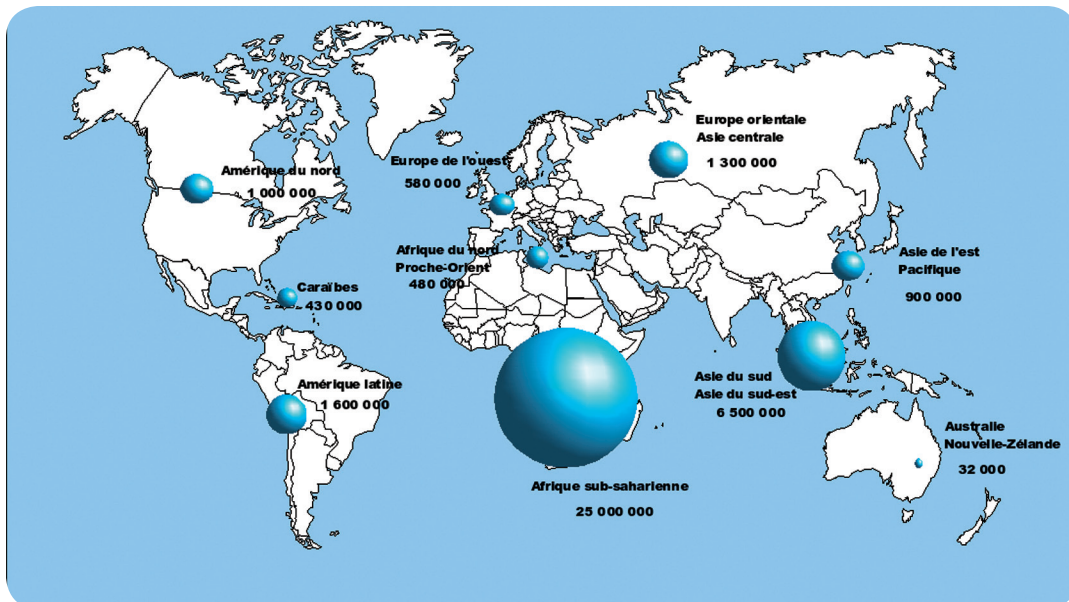 Europe orientale
Asie centrale
1 300 000
Europe de l'ouest
580 000
Amérique du nord
1 000 000
Afrique du nord
Proche-Orient
480 000
Asie de l'est
Pacifique
900 000
Caraïbes
430 000
Amérique latine
1 600 000
Asie du sud
Asie du sud-est
6 500 000
Australie
Nouvelle-Zélande
32 000
Afrique sub-saharienne
25 000 000